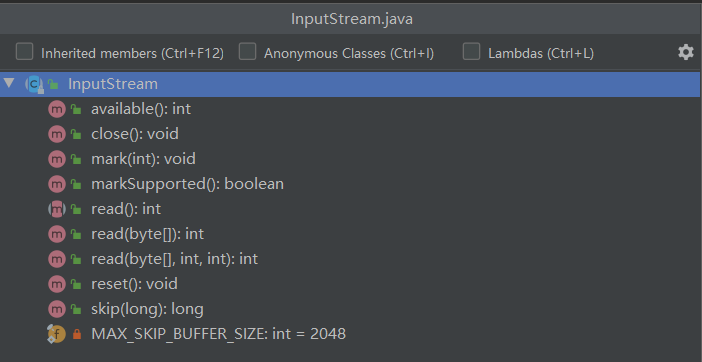 InputStream.java
Inherited members (Ctrl+F12) Anonymous Classes (Ctrl+I) Lambdas (Ctrl+L)
InputStream
available(): int
close(): void
mark(int): void
markSupported(): boolean
read(): int
read(byte[]): int
read(byte[], int, int): int
reset(): void
skip(long): long
MAX_SKIP_BUFFER_SIZE: int = 2048